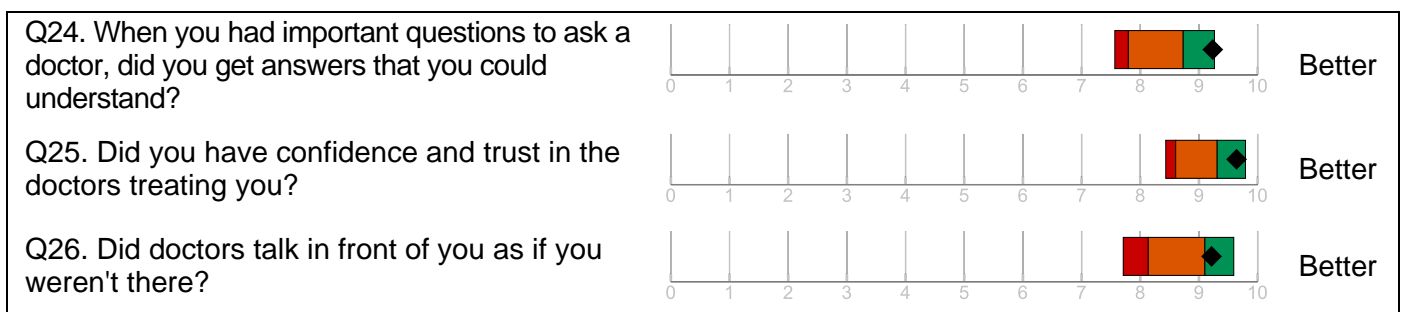 Q24. When you had important questions to ask a
doctor, did you get answers that you could
understand?
0 1 2 3 4 5 6 7 8 9 10
Better
Q25. Did you have confidence and trust in the
doctors treating you?
0 1 2 3 4 5 6 7 8 9 10
Better
Q26. Did doctors talk in front of you as if you
weren't there?
0 1 2 3 4 5 6 7 8 9 10
Better